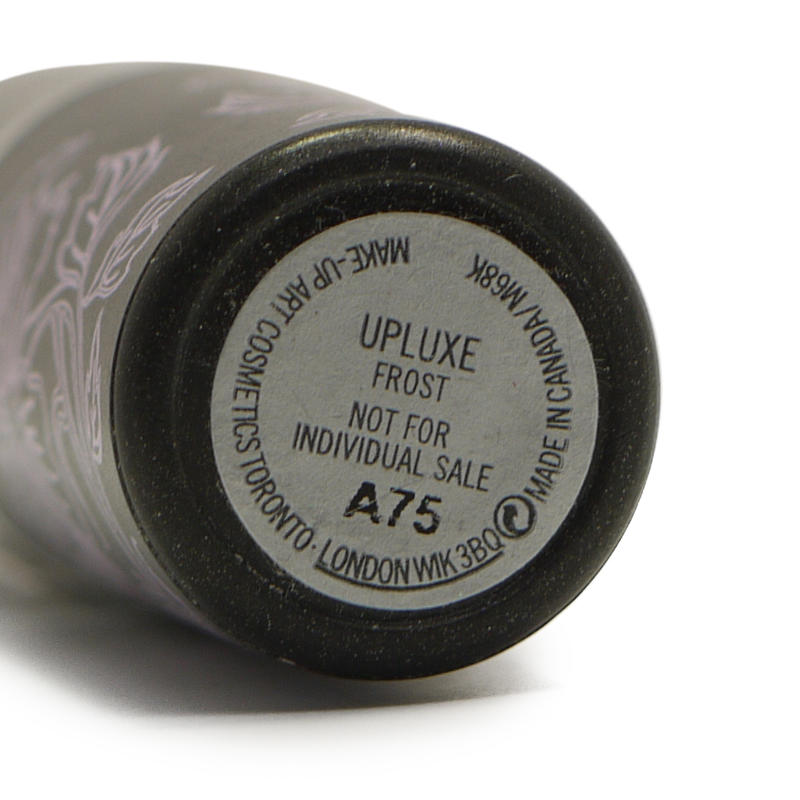 UPLUXE
FROST
NOT FOR
INDIVIDUAL SALE
A75
MAKE-UP ART COSMETICS TORONTO · LONDON W1K 3BQ
MADE IN CANADA/M68K